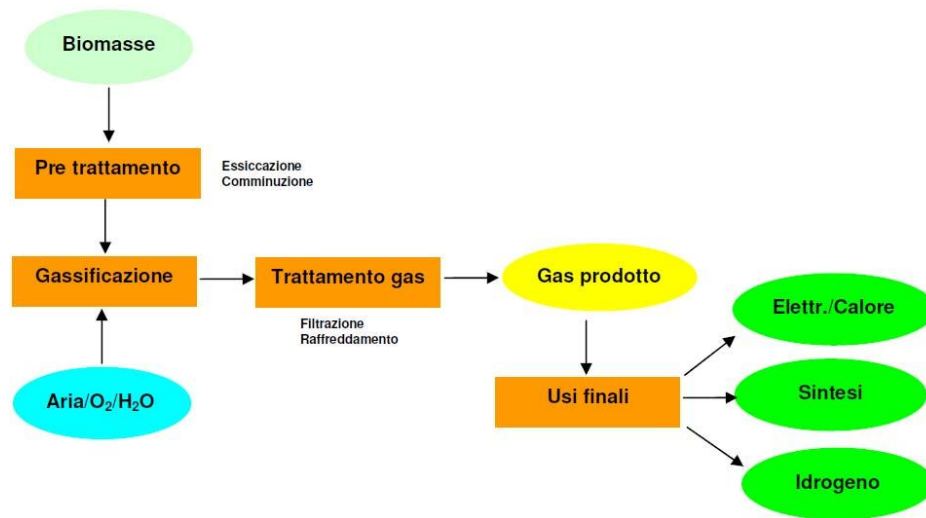 Biomasse
Pre trattamento
Essiccazione
Comminuzione
Gassificazione
Trattamento gas
Gas prodotto
Elettr./Calore
Filtrazione
Raffreddamento
Aria/O₂/H₂O
Usi finali
Sintesi
Idrogeno